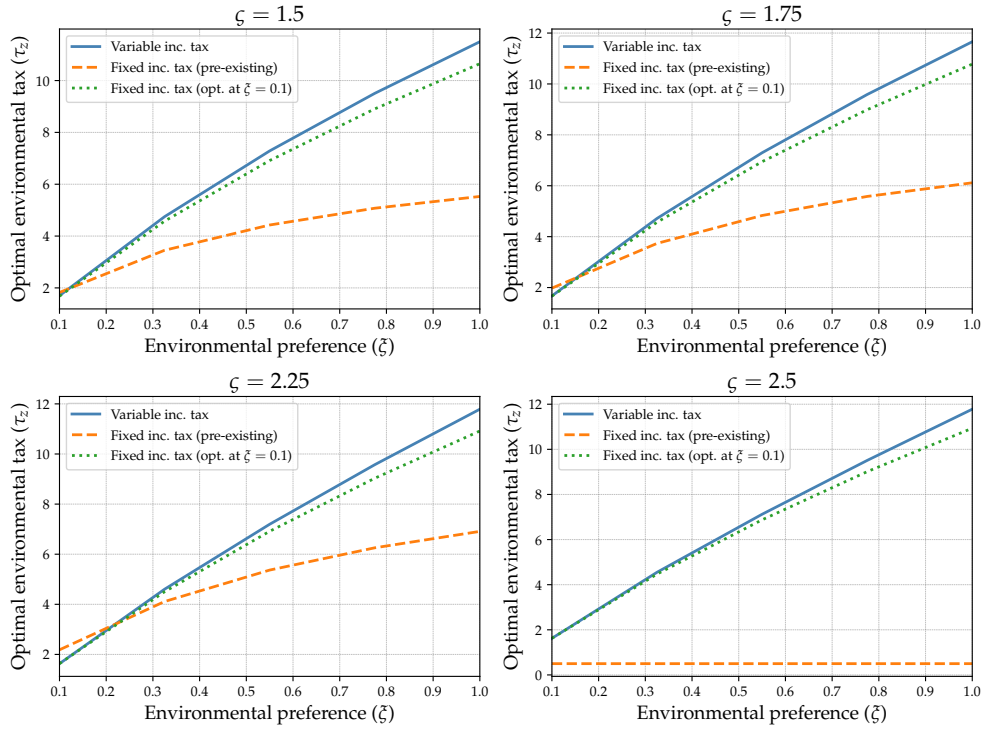 ς = 1.5
Optimal environmental tax (τz)
Variable inc. tax
Fixed inc. tax (pre-existing)
Fixed inc. tax (opt. at ξ = 0.1)
10
8
6
4
2
0.1 0.2 0.3 0.4 0.5 0.6 0.7 0.8 0.9 1.0
Environmental preference (ξ)
ς = 1.75
Optimal environment tax (τz)
Variable inc. tax
Fixed inc. tax (pre-existing)
Fixed inc. tax (opt. at ξ = 0.1)
12
10
8
6
4
2
0.1 0.2 0.3 0.4 0.5 0.6 0.7 0.8 0.9 1.0
Environmental preference (ξ)
ς = 2.25
Optimal environmental tax (τz)
Variable inc. tax
Fixed inc. tax (pre-existing)
Fixed inc. tax (opt. at ξ = 0.1)
12
10
8
6
4
2
0.1 0.2 0.3 0.4 0.5 0.6 0.7 0.8 0.9 1.0
Environmental preference (ξ)
ς = 2.5
Optimal environmental tax (τz)
Variable inc. tax
Fixed inc. tax (pre-existing)
Fixed inc. tax (opt. at ξ = 0.1)
12
10
8
6
4
2
0
0.1 0.2 0.3 0.4 0.5 0.6 0.7 0.8 0.9 1.0
Environmental preference (ξ)